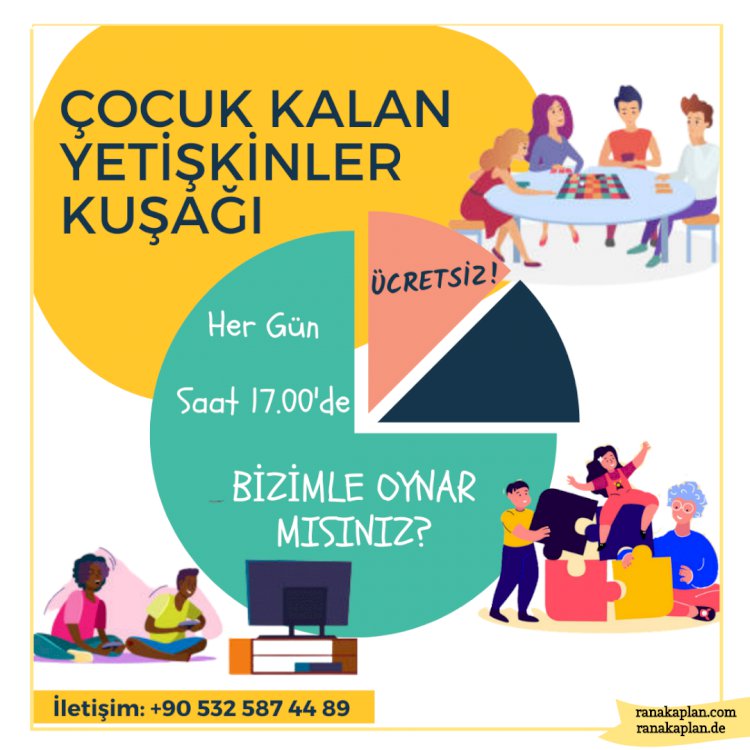 ÇOCUK KALAN
YETİŞKİNLER
KUŞAĞI
ÜCRETSİZ!
Her Gün
Saat 17.00'de
_ BİZİMLE OYNAR
MISINIZ?
İletişim: +90 532 587 44 89
ranakaplan.com
ranakaplan.de